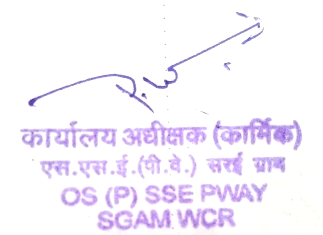 कार्यालय अधीक्षक (कार्मिक)
एस.एस.ई.(पी.वे.) सरई ग्राम
OS (P) SSE PWAY
SGAM WCR